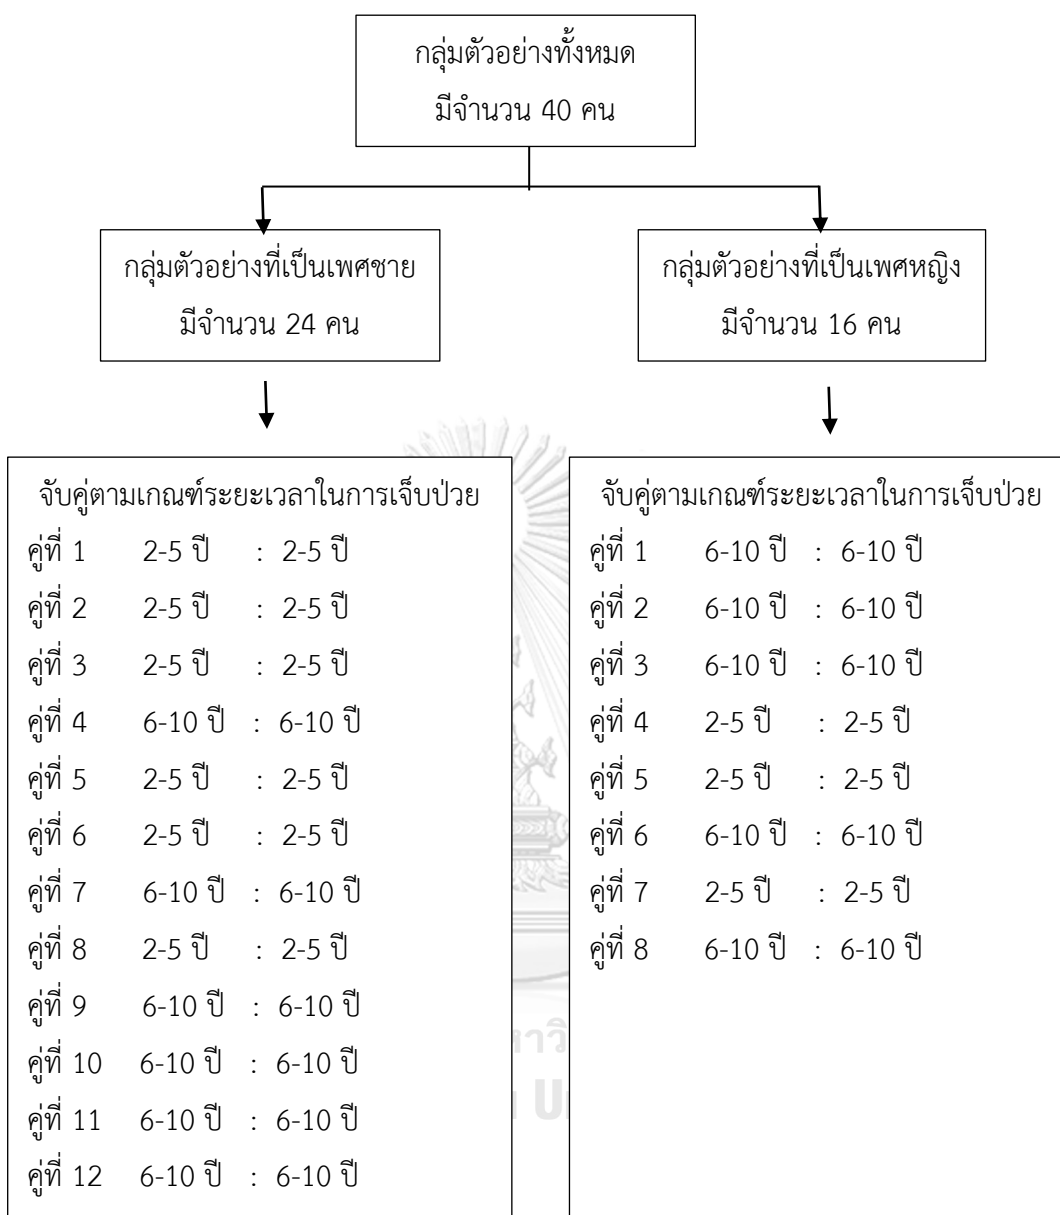 กลุ่มตัวอย่างทั้งหมด
มีจำนวน 40 คน
กลุ่มตัวอย่างที่เป็นเพศชาย
มีจำนวน 24 คน
กลุ่มตัวอย่างที่เป็นเพศหญิง
มีจำนวน 16 คน
จับคู่ตามเกณฑ์ระยะเวลาในการเจ็บป่วย
คู่ที่ 1 2-5 ปี : 2-5 ปี
คู่ที่ 2 2-5 ปี : 2-5 ปี
คู่ที่ 3 2-5 ปี : 2-5 ปี
คู่ที่ 4 6-10 ปี : 6-10 ปี
คู่ที่ 5 2-5 ปี : 2-5 ปี
คู่ที่ 6 2-5 ปี : 2-5 ปี
คู่ที่ 7 6-10 ปี : 6-10 ปี
คู่ที่ 8 2-5 ปี : 2-5 ปี
คู่ที่ 9 6-10 ปี : 6-10 ปี
คู่ที่ 10 6-10 ปี : 6-10 ปี
คู่ที่ 11 6-10 ปี : 6-10 ปี
คู่ที่ 12 6-10 ปี : 6-10 ปี
จับคู่ตามเกณฑ์ระยะเวลาในการเจ็บป่วย
คู่ที่ 1 6-10 ปี : 6-10 ปี
คู่ที่ 2 6-10 ปี : 6-10 ปี
คู่ที่ 3 6-10 ปี : 6-10 ปี
คู่ที่ 4 2-5 ปี : 2-5 ปี
คู่ที่ 5 2-5 ปี : 2-5 ปี
คู่ที่ 6 6-10 ปี : 6-10 ปี
คู่ที่ 7 2-5 ปี : 2-5 ปี
คู่ที่ 8 6-10 ปี : 6-10 ปี